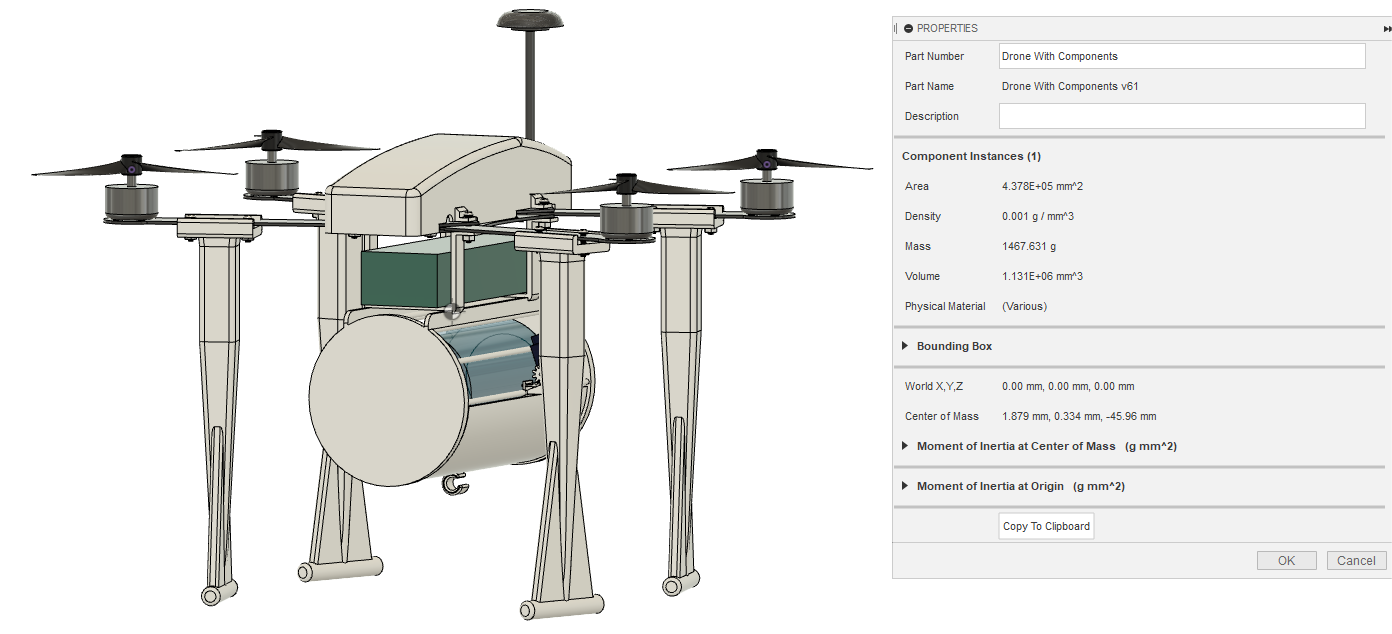 PROPERTIES
Part Number Drone With Components
Part Name Drone With Components v61
Description
Component Instances (1)
Area 4.378E+05 mm^2
Density 0.001 g / mm^3
Mass 1467.631 g
Volume 1.131E+06 mm^3
Physical Material (Various)
Bounding Box
World X,Y,Z 0.00 mm, 0.00 mm, 0.00 mm
Center of Mass 1.879 mm, 0.334 mm, -45.96 mm
Moment of Inertia at Center of Mass (g mm^2)
Moment of Inertia at Origin (g mm^2)
Copy To Clipboard
OK Cancel